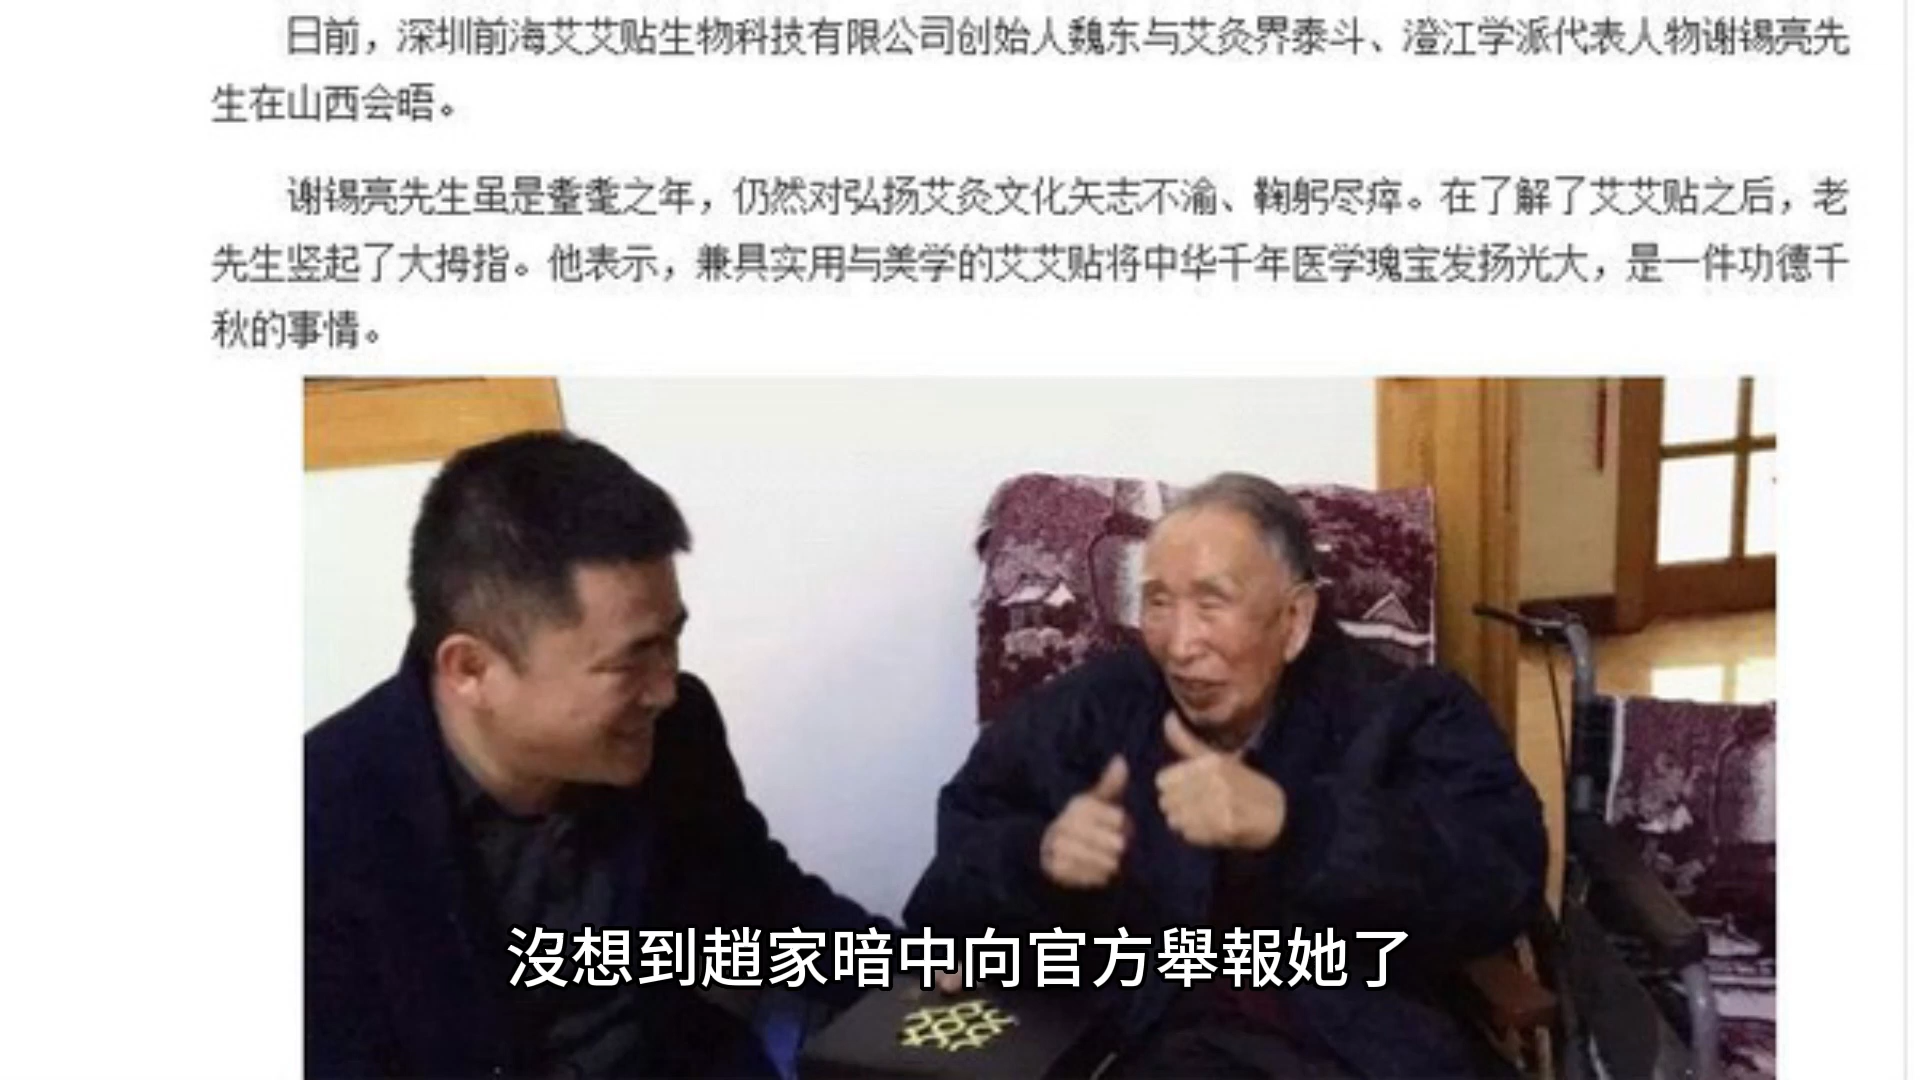 日前，深圳前海艾艾贴生物科技有限公司创始人魏东与艾灸界泰斗、澄江学派代表人物谢锡亮先
生在山西会晤。
谢锡亮先生虽是耄耋之年，仍然对弘扬艾灸文化矢志不渝、鞠躬尽瘁。在了解了艾艾贴之后，老
先生竖起了大拇指。他表示，兼具实用与美学的艾艾贴将中华千年医学瑰宝发扬光大，是一件功德千
秋的事情。
沒想到趙家暗中向官方舉報她了